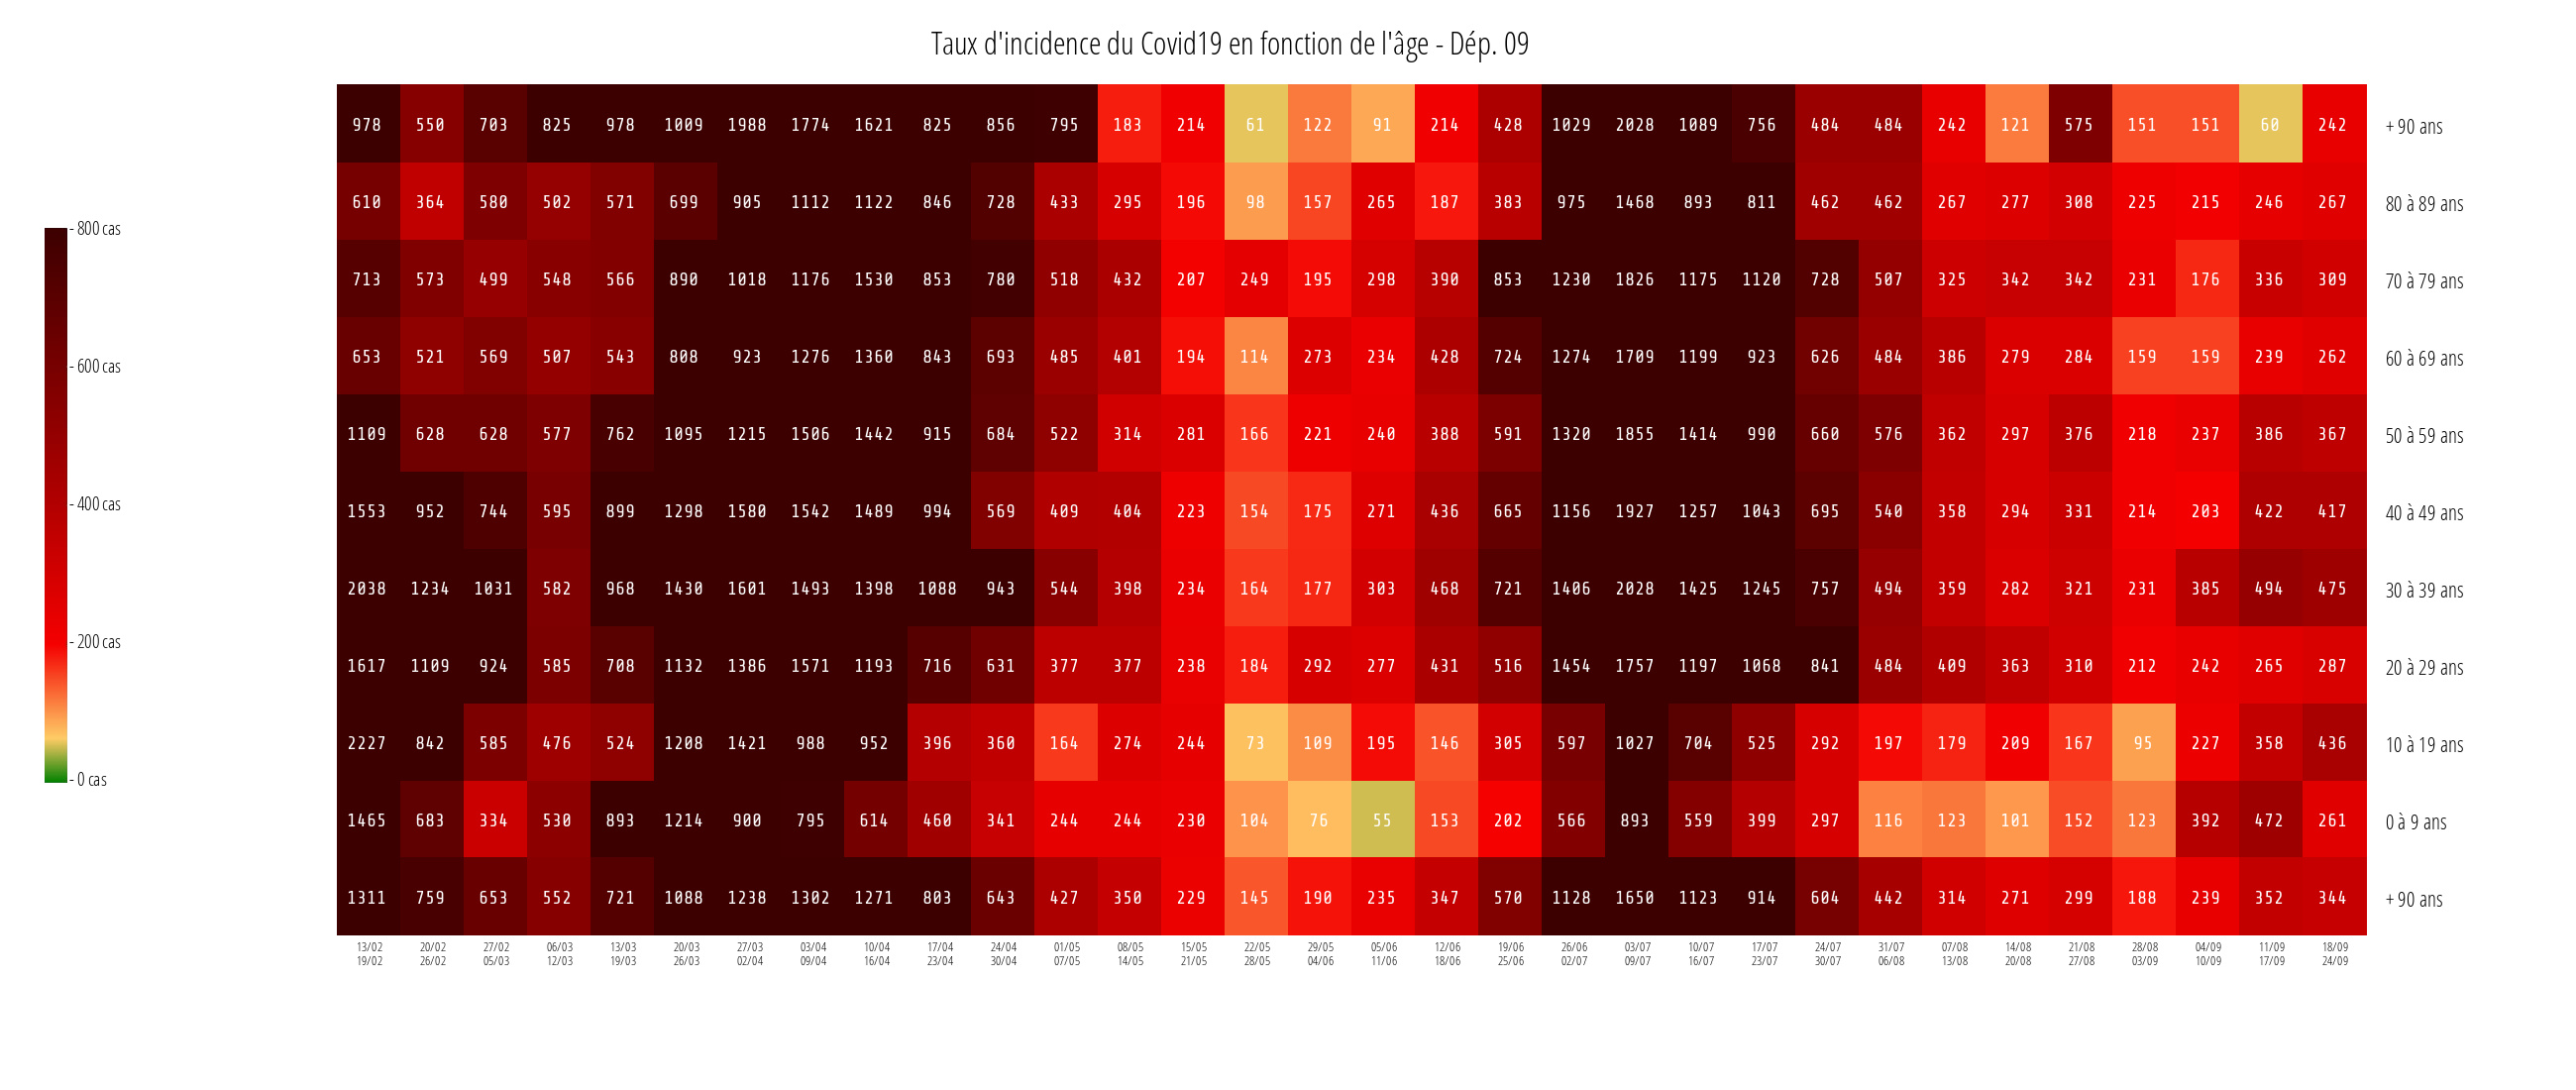 Taux d'incidence du Covid19 en fonction de l'âge - Dép. 09
978 550 703 825 978 1009 1988 1774 1621 825 856 795 183 214 61 122 91 214 428 1029 2028 1089 756 484 484 242 121 575 151 151 60 242 + 90 ans
610 364 580 502 571 699 905 1112 1122 846 728 433 295 196 98 157 265 187 383 975 1468 893 811 462 462 267 277 308 225 215 246 267 80 à 89 ans
- 800 cas
713 573 499 548 566 890 1018 1176 1530 853 780 518 432 207 249 195 298 390 853 1230 1826 1175 1120 728 507 325 342 342 231 176 336 309 70 à 79 ans
653 521 569 507 543 808 923 1276 1360 843 693 485 401 194 114 273 234 428 724 1274 1709 1199 923 626 484 386 279 284 159 159 239 262 60 à 69 ans
- 600 cas
1109 628 628 577 762 1095 1215 1506 1442 915 684 522 314 281 166 221 240 388 591 1320 1855 1414 990 660 576 362 297 376 218 237 386 367 50 à 59 ans
- 400 cas
1553 952 744 595 899 1298 1580 1542 1489 994 569 409 404 223 154 175 271 436 665 1156 1927 1257 1043 695 540 358 294 331 214 203 422 417 40 à 49 ans
2038 1234 1031 582 968 1430 1601 1493 1398 1088 943 544 398 234 164 177 303 468 721 1406 2028 1425 1245 757 494 359 282 321 231 385 494 475 30 à 39 ans
- 200 cas
1617 1109 924 585 708 1132 1386 1571 1193 716 631 377 377 238 184 292 277 431 516 1454 1757 1197 1068 841 484 409 363 310 212 242 265 287 20 à 29 ans
2227 842 585 476 524 1208 1421 988 952 396 360 164 274 244 73 109 195 146 305 597 1027 704 525 292 197 179 209 167 95 227 358 436 10 à 19 ans
- 0 cas
1465 683 334 530 893 1214 900 795 614 460 341 244 244 230 104 76 55 153 202 566 893 559 399 297 116 123 101 152 123 392 472 261 0 à 9 ans
1311 759 653 552 721 1088 1238 1302 1271 803 643 427 350 229 145 190 235 347 570 1128 1650 1123 914 604 442 314 271 299 188 239 352 344 + 90 ans
13/02 20/02 27/02 06/03 13/03 20/03 27/03 03/04 10/04 17/04 24/04 01/05 08/05 15/05 22/05 29/05 05/06 12/06 19/06 26/06 03/07 10/07 17/07 24/07 31/07 07/08 14/08 21/08 28/08 04/09 11/09 18/09
19/02 26/02 05/03 12/03 19/03 26/03 02/04 09/04 16/04 23/04 30/04 07/05 14/05 21/05 28/05 04/06 11/06 18/06 25/06 02/07 09/07 16/07 23/07 30/07 06/08 13/08 20/08 27/08 03/09 10/09 17/09 24/09